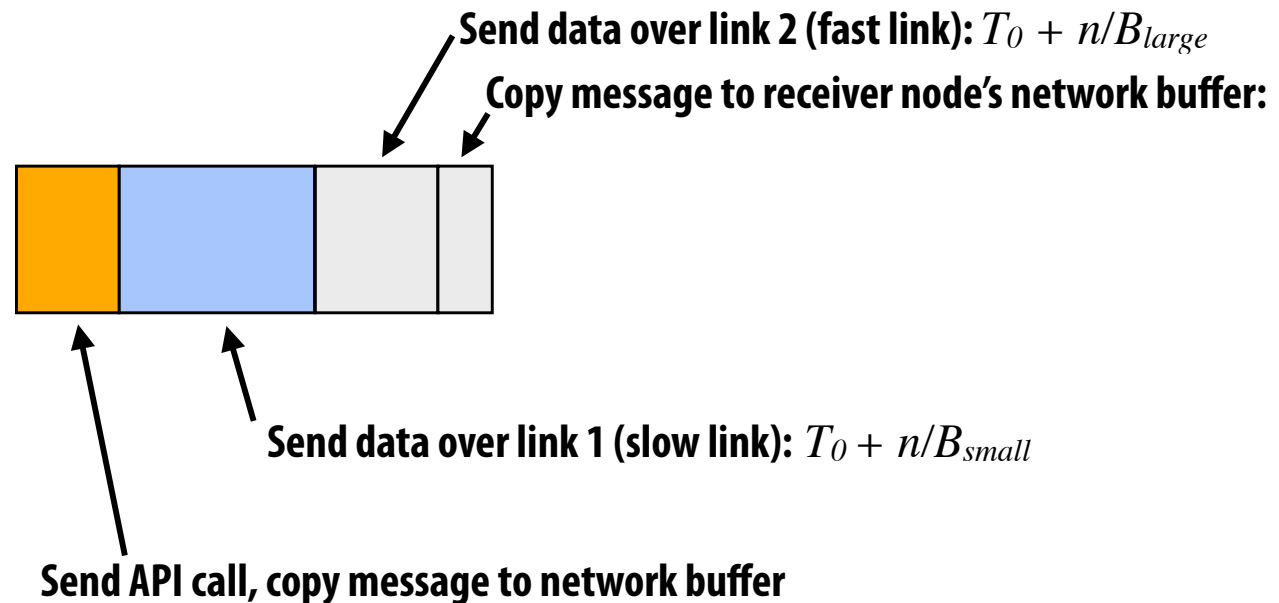 Send data over link 2 (fast link): T0 + n/Blarge
Copy message to receiver node's network buffer:
Send data over link 1 (slow link): T0 + n/Bsmall
Send API call, copy message to network buffer